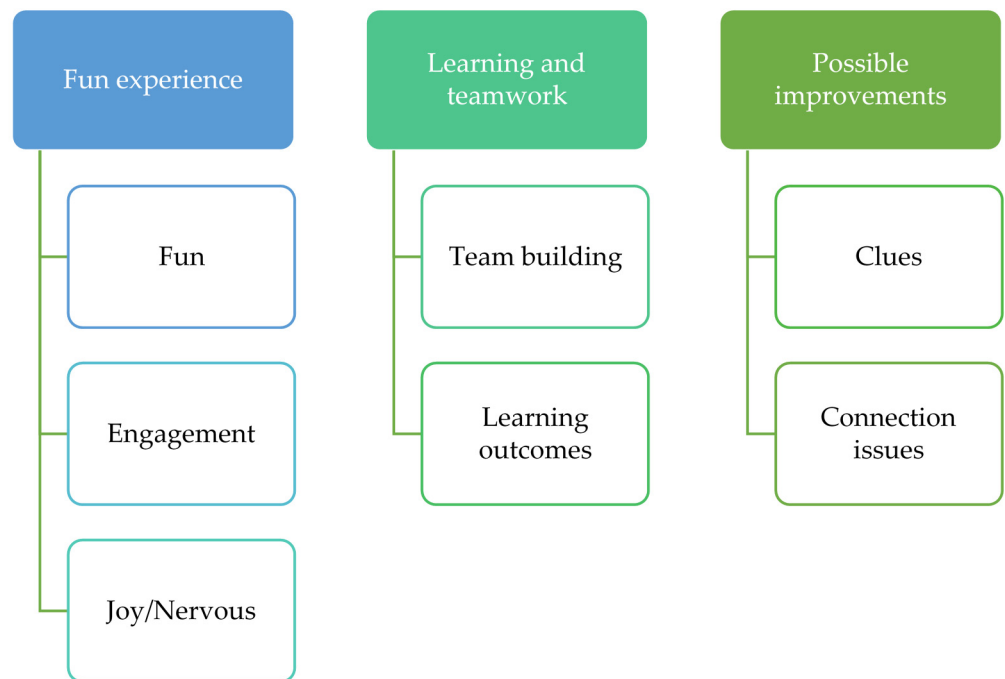 Fun experience
Fun
Engagement
Joy/Nervous
Learning and
teamwork
Team building
Learning
outcomes
Possible
improvements
Clues
Connection
issues